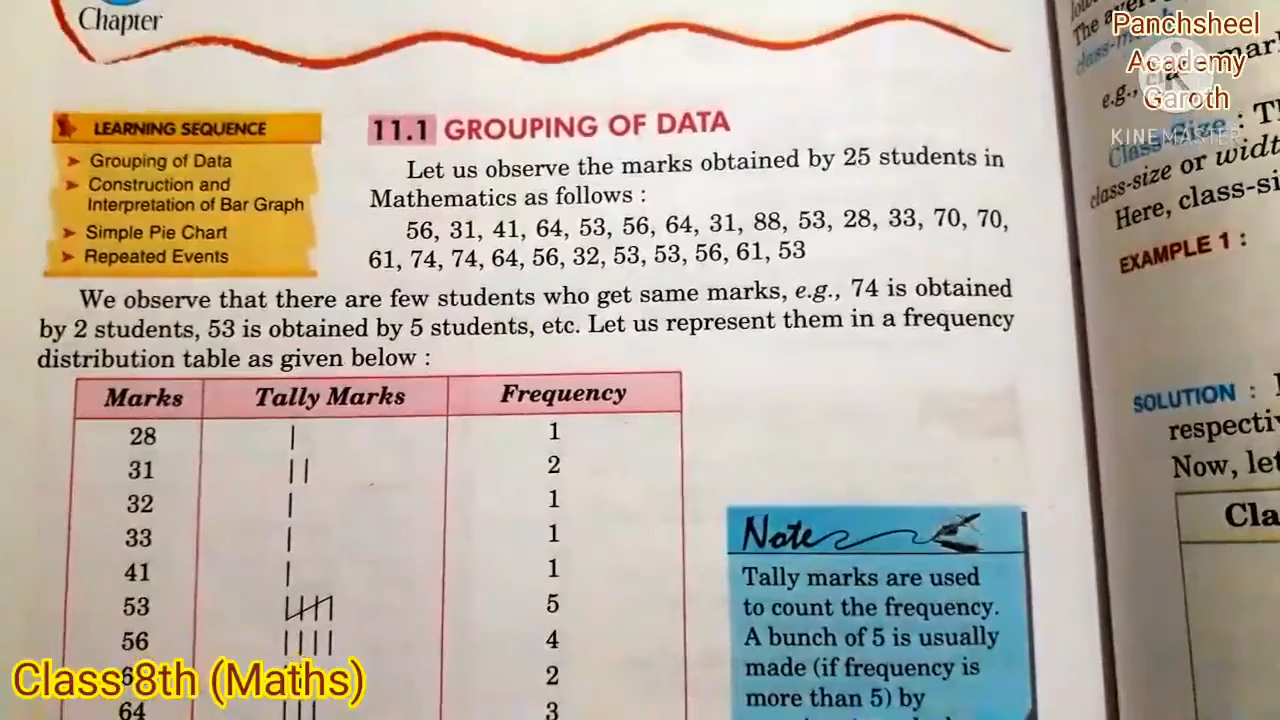 Chapter
LEARNING SEQUENCE
➤ Grouping of Data
➤ Construction and
Interpretation of Bar Graph
➤ Simple Pie Chart
➤ Repeated Events
11.1 GROUPING OF DATA
Let us observe the marks obtained by 25 students in
Mathematics as follows :
56, 31, 41, 64, 53, 56, 64, 31, 88, 53, 28, 33, 70, 70,
61, 74, 74, 64, 56, 32, 53, 53, 56, 61, 53
We observe that there are few students who get same marks, e.g., 74 is obtained
by 2 students, 53 is obtained by 5 students, etc. Let us represent them in a frequency
distribution table as given below :
Marks Tally Marks Frequency
28 | 1
31 || 2
32 | 1
33 | 1
41 | 1
53 5
56 |||| 4
2
64 ||| 3
Note
Tally marks are used
to count the frequency.
A bunch of 5 is usually
made (if frequency is
more than 5) by
The
e.g.,
Class-Size : T
class-size or width
Here, class-si
EXAMPLE 1 :
SOLUTION :
respecti
Now, let
Cla
Panchsheel
Academy
Garoth
KINEMASTER
Class 8th (Maths)